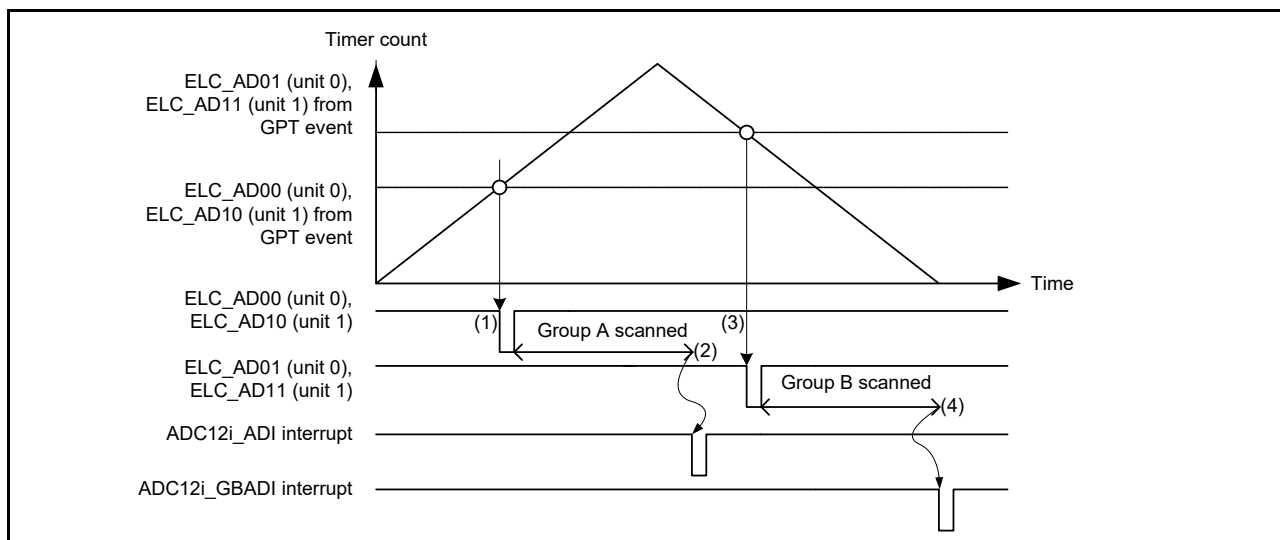 Timer count
ELC_AD01 (unit 0),
ELC_AD11 (unit 1) from
GPT event
ELC_AD00 (unit 0),
ELC_AD10 (unit 1) from
GPT event
Time
ELC_AD00 (unit 0),
ELC_AD10 (unit 1)
(1)
Group A scanned
(2)
(3)
ELC_AD01 (unit 0),
ELC_AD11 (unit 1)
Group B scanned
(4)
ADC12i_ADI interrupt
ADC12i_GBADI interrupt